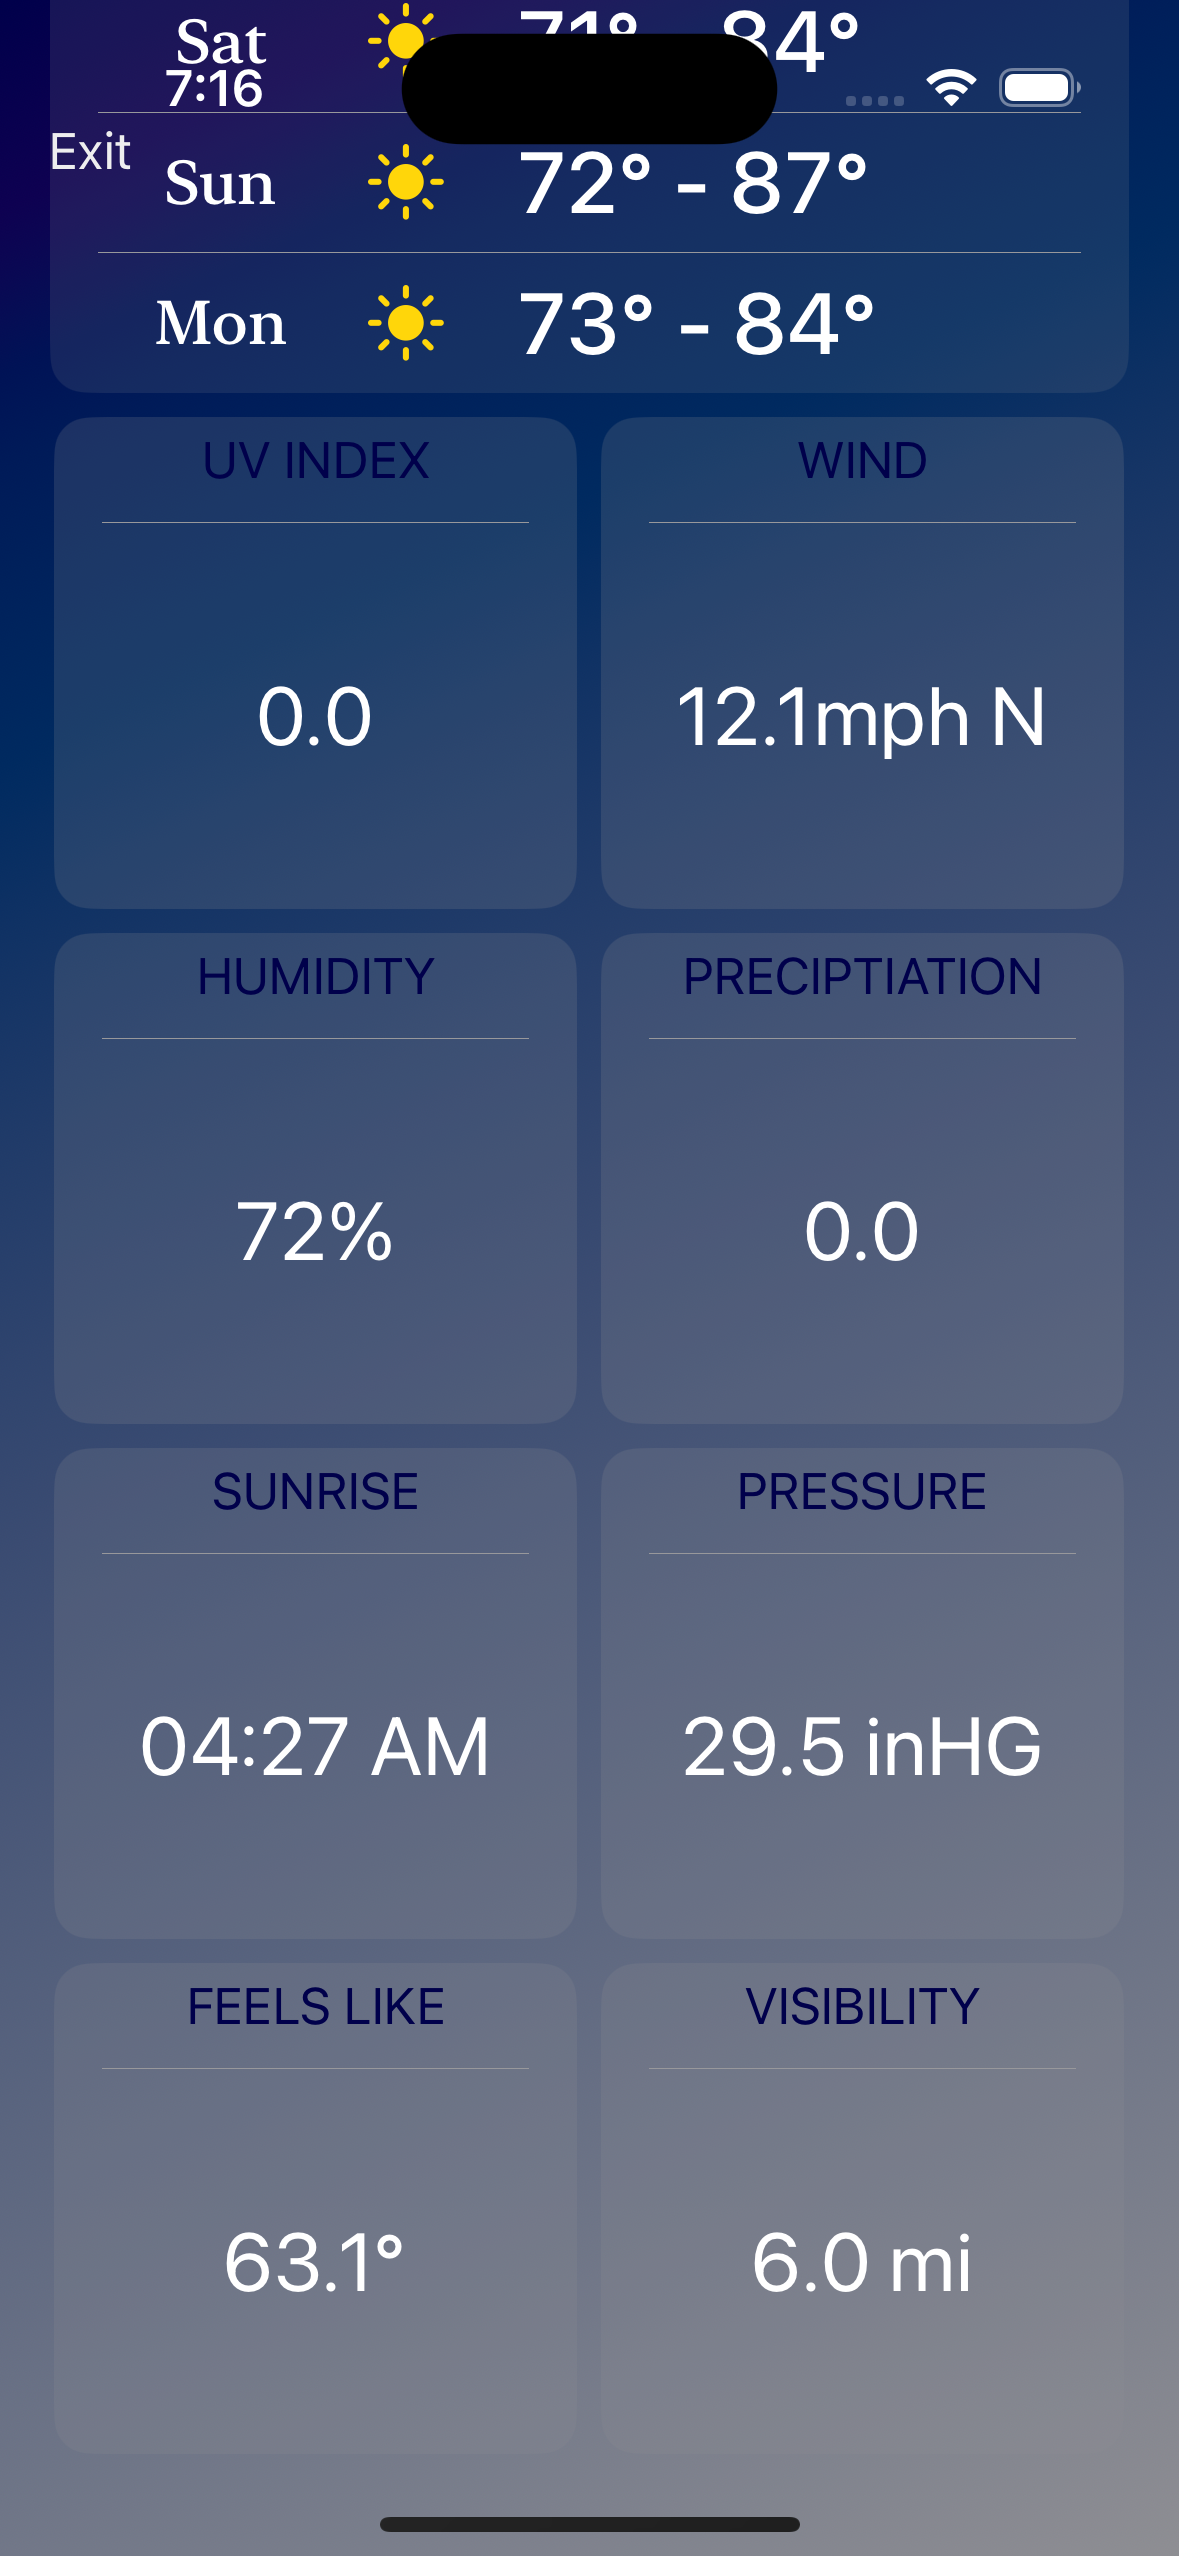 Sat 71° - 84°
7:16
Exit
Sun 72° - 87°
Mon 73° - 84°
UV INDEX WIND
0.0 12.1mph N
HUMIDITY PRECIPTIATION
72% 0.0
SUNRISE PRESSURE
04:27 AM 29.5 inHG
FEELS LIKE VISIBILITY
63.1° 6.0 mi